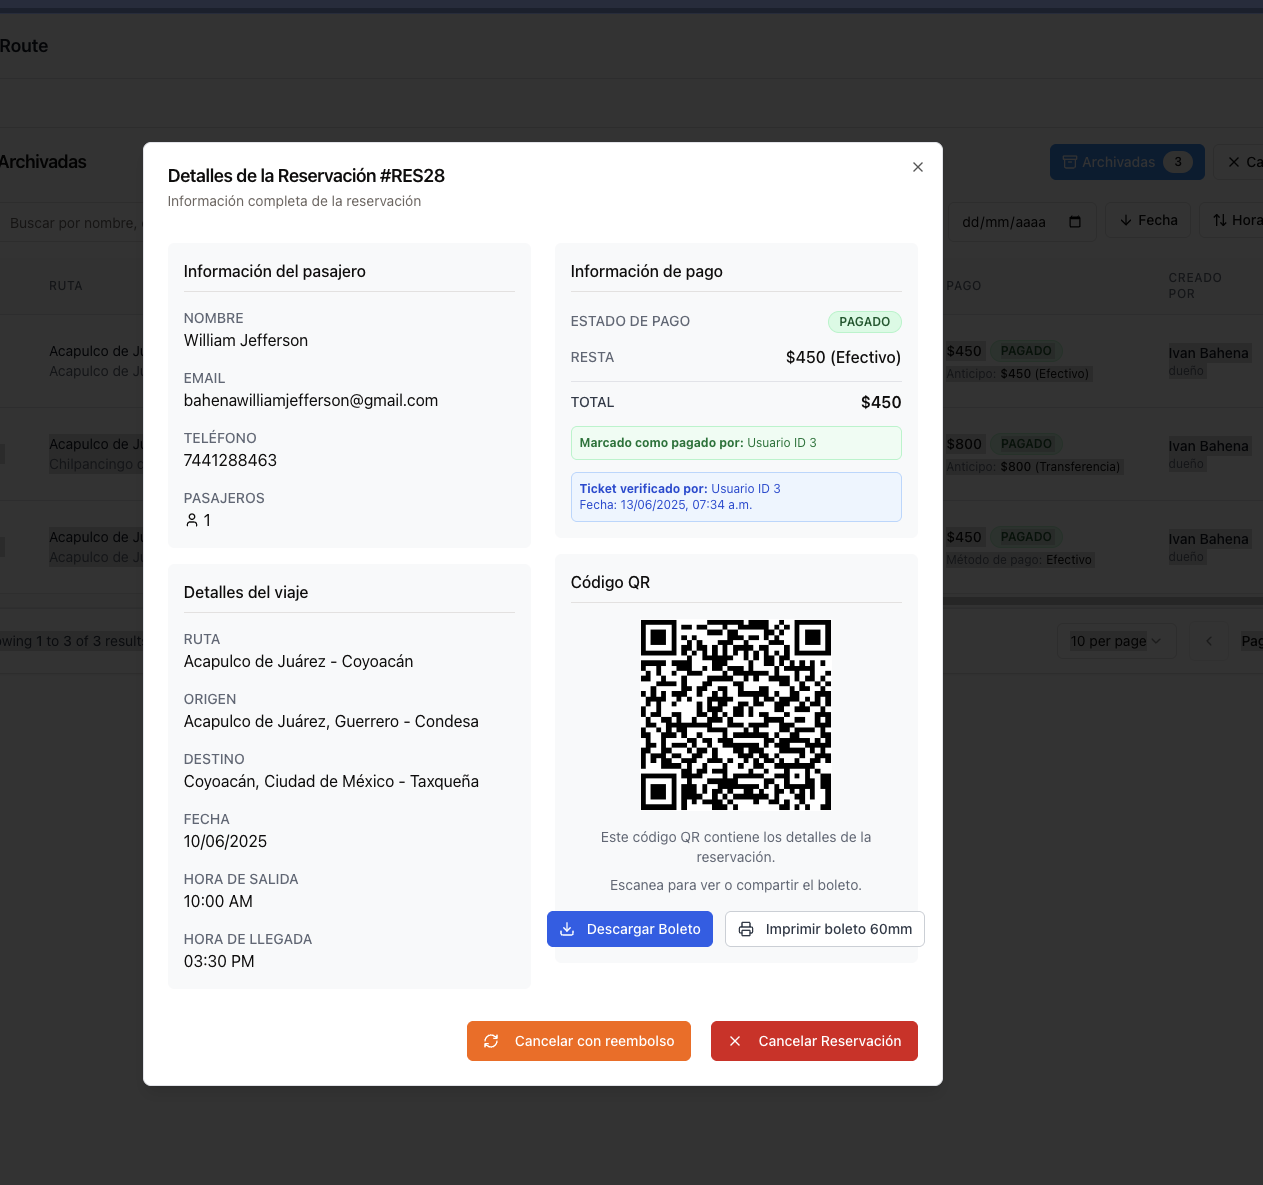 Route
Archivadas
Archivadas 3
Buscar por nombre,
dd/mm/aaaa
Fecha
Hora
RUTA
PAGO
CREADO
POR
Acapulco de
Acapulco de
$450 PAGADO
Anticipo: $450 (Efectivo)
Ivan Bahena
dueño
Acapulco de
Chilpancingo
$800 PAGADO
Anticipo: $800 (Transferencia)
Ivan Bahena
dueño
Acapulco de
Acapulco de
$450 PAGADO
Método de pago: Efectivo
Ivan Bahena
dueño
1 to 3 of 3
10 per page
Detalles de la Reservación #RES28
Información completa de la reservación
Información del pasajero
NOMBRE
William Jefferson
EMAIL
bahenawilliamjefferson@gmail.com
TELÉFONO
7441288463
PASAJEROS
1
Detalles del viaje
RUTA
Acapulco de Juárez - Coyoacán
ORIGEN
Acapulco de Juárez, Guerrero - Condesa
DESTINO
Coyoacán, Ciudad de México - Taxqueña
FECHA
10/06/2025
HORA DE SALIDA
10:00 AM
HORA DE LLEGADA
03:30 PM
Información de pago
ESTADO DE PAGO PAGADO
RESTA $450 (Efectivo)
TOTAL $450
Marcado como pagado por: Usuario ID 3
Ticket verificado por: Usuario ID 3
Fecha: 13/06/2025, 07:34 a.m.
Código QR
Este código QR contiene los detalles de la
reservación.
Escanea para ver o compartir el boleto.
Descargar Boleto
Imprimir boleto 60mm
Cancelar con reembolso
Cancelar Reservación